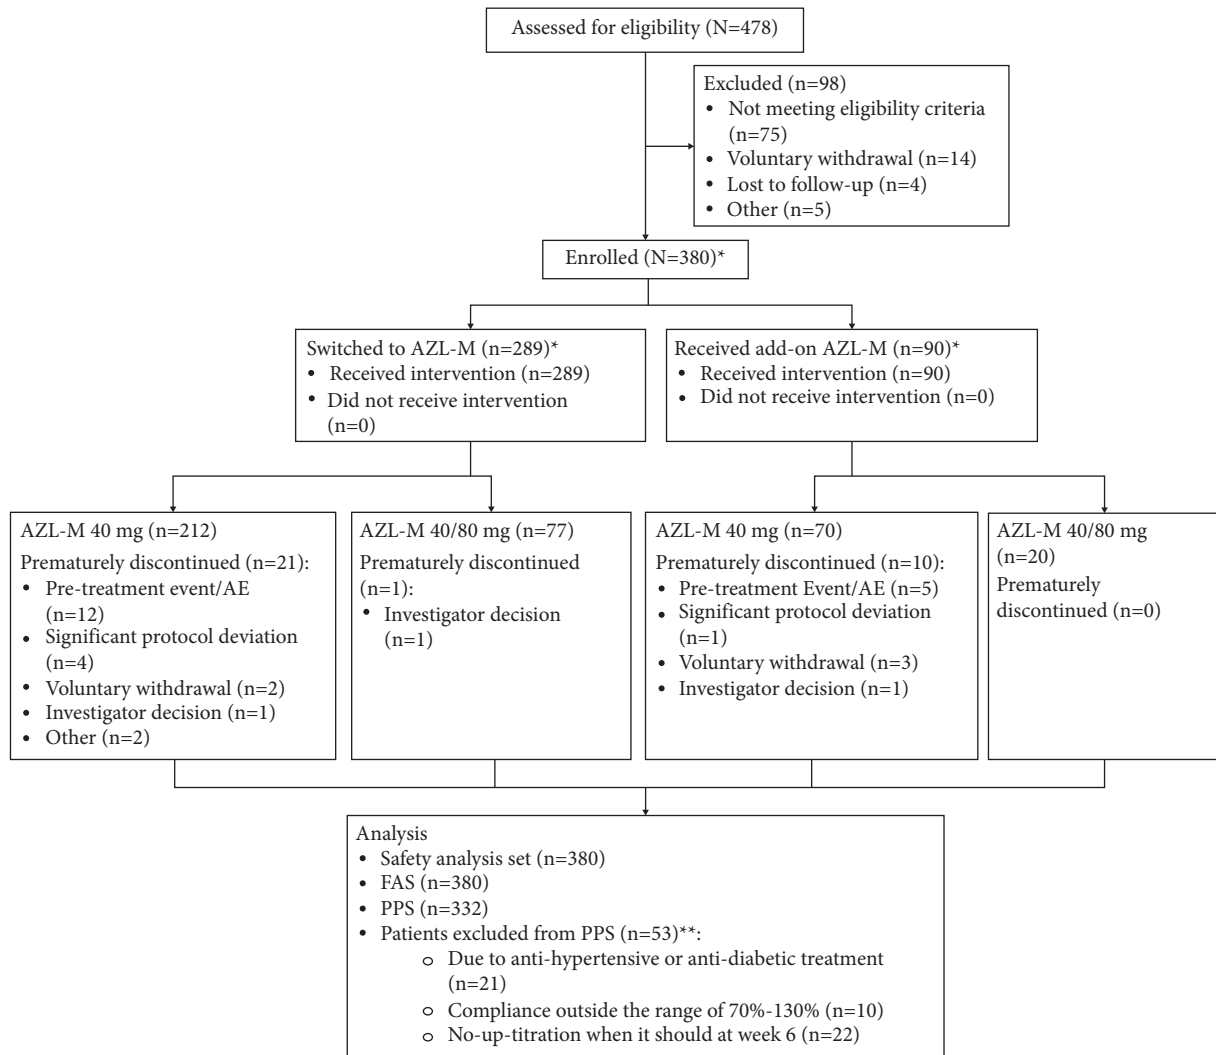 Assessed for eligibility (N=478)
Excluded (n=98)
• Not meeting eligibility criteria
(n=75)
• Voluntary withdrawal (n=14)
• Lost to follow-up (n=4)
• Other (n=5)
Enrolled (N=380)*
Switched to AZL-M (n=289)*
• Received intervention (n=289)
• Did not receive intervention
(n=0)
Received add-on AZL-M (n=90)*
• Received intervention (n=90)
• Did not receive intervention (n=0)
AZL-M 40 mg (n=212)
Prematurely discontinued (n=21):
• Pre-treatment event/AE
(n=12)
• Significant protocol deviation
(n=4)
• Voluntary withdrawal (n=2)
• Investigator decision (n=1)
• Other (n=2)
AZL-M 40/80 mg (n=77)
Prematurely discontinued
(n=1):
• Investigator decision
(n=1)
AZL-M 40 mg (n=70)
Prematurely discontinued (n=10):
• Pre-treatment Event/AE (n=5)
• Significant protocol deviation
(n=1)
• Voluntary withdrawal (n=3)
• Investigator decision (n=1)
AZL-M 40/80 mg
(n=20)
Prematurely
discontinued (n=0)
Analysis
• Safety analysis set (n=380)
• FAS (n=380)
• PPS (n=332)
• Patients excluded from PPS (n=53)**:
o Due to anti-hypertensive or anti-diabetic treatment
(n=21)
o Compliance outside the range of 70%-130% (n=10)
o No-up-titration when it should at week 6 (n=22)